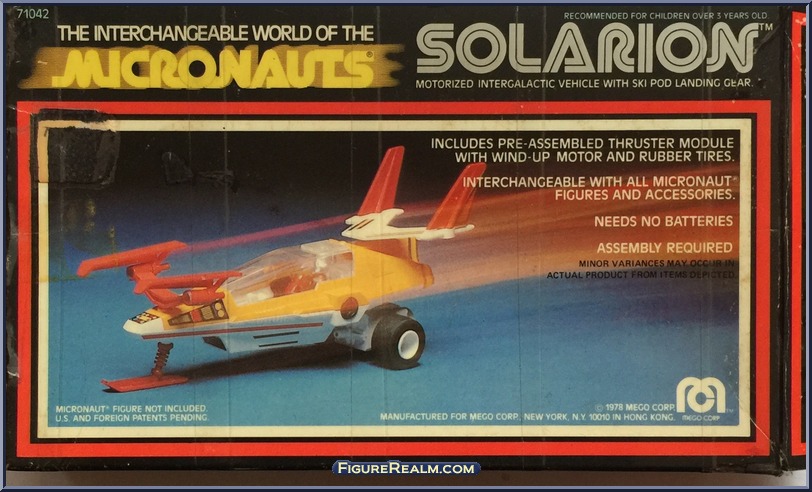 71042
RECOMMENDED FOR CHILDREN OVER 3 YEARS OLD.
THE INTERCHANGEABLE WORLD OF THE
MICRONAUTS®
SOLARION™
MOTORIZED INTERGALACTIC VEHICLE WITH SKI POD LANDING GEAR.
INCLUDES PRE-ASSEMBLED THRUSTER MODULE
WITH WIND-UP MOTOR AND RUBBER TIRES.
INTERCHANGEABLE WITH ALL MICRONAUT®
FIGURES AND ACCESSORIES.
NEEDS NO BATTERIES
ASSEMBLY REQUIRED
MINOR VARIANCES MAY OCCUR IN
ACTUAL PRODUCT FROM ITEMS DEPICTED.
MICRONAUT® FIGURE NOT INCLUDED.
U.S. AND FOREIGN PATENTS PENDING.
© 1978 MEGO CORP.
MANUFACTURED FOR MEGO CORP., NEW YORK, N.Y. 10010 IN HONG KONG.
MEGO CORP
FIGUREREALM.COM